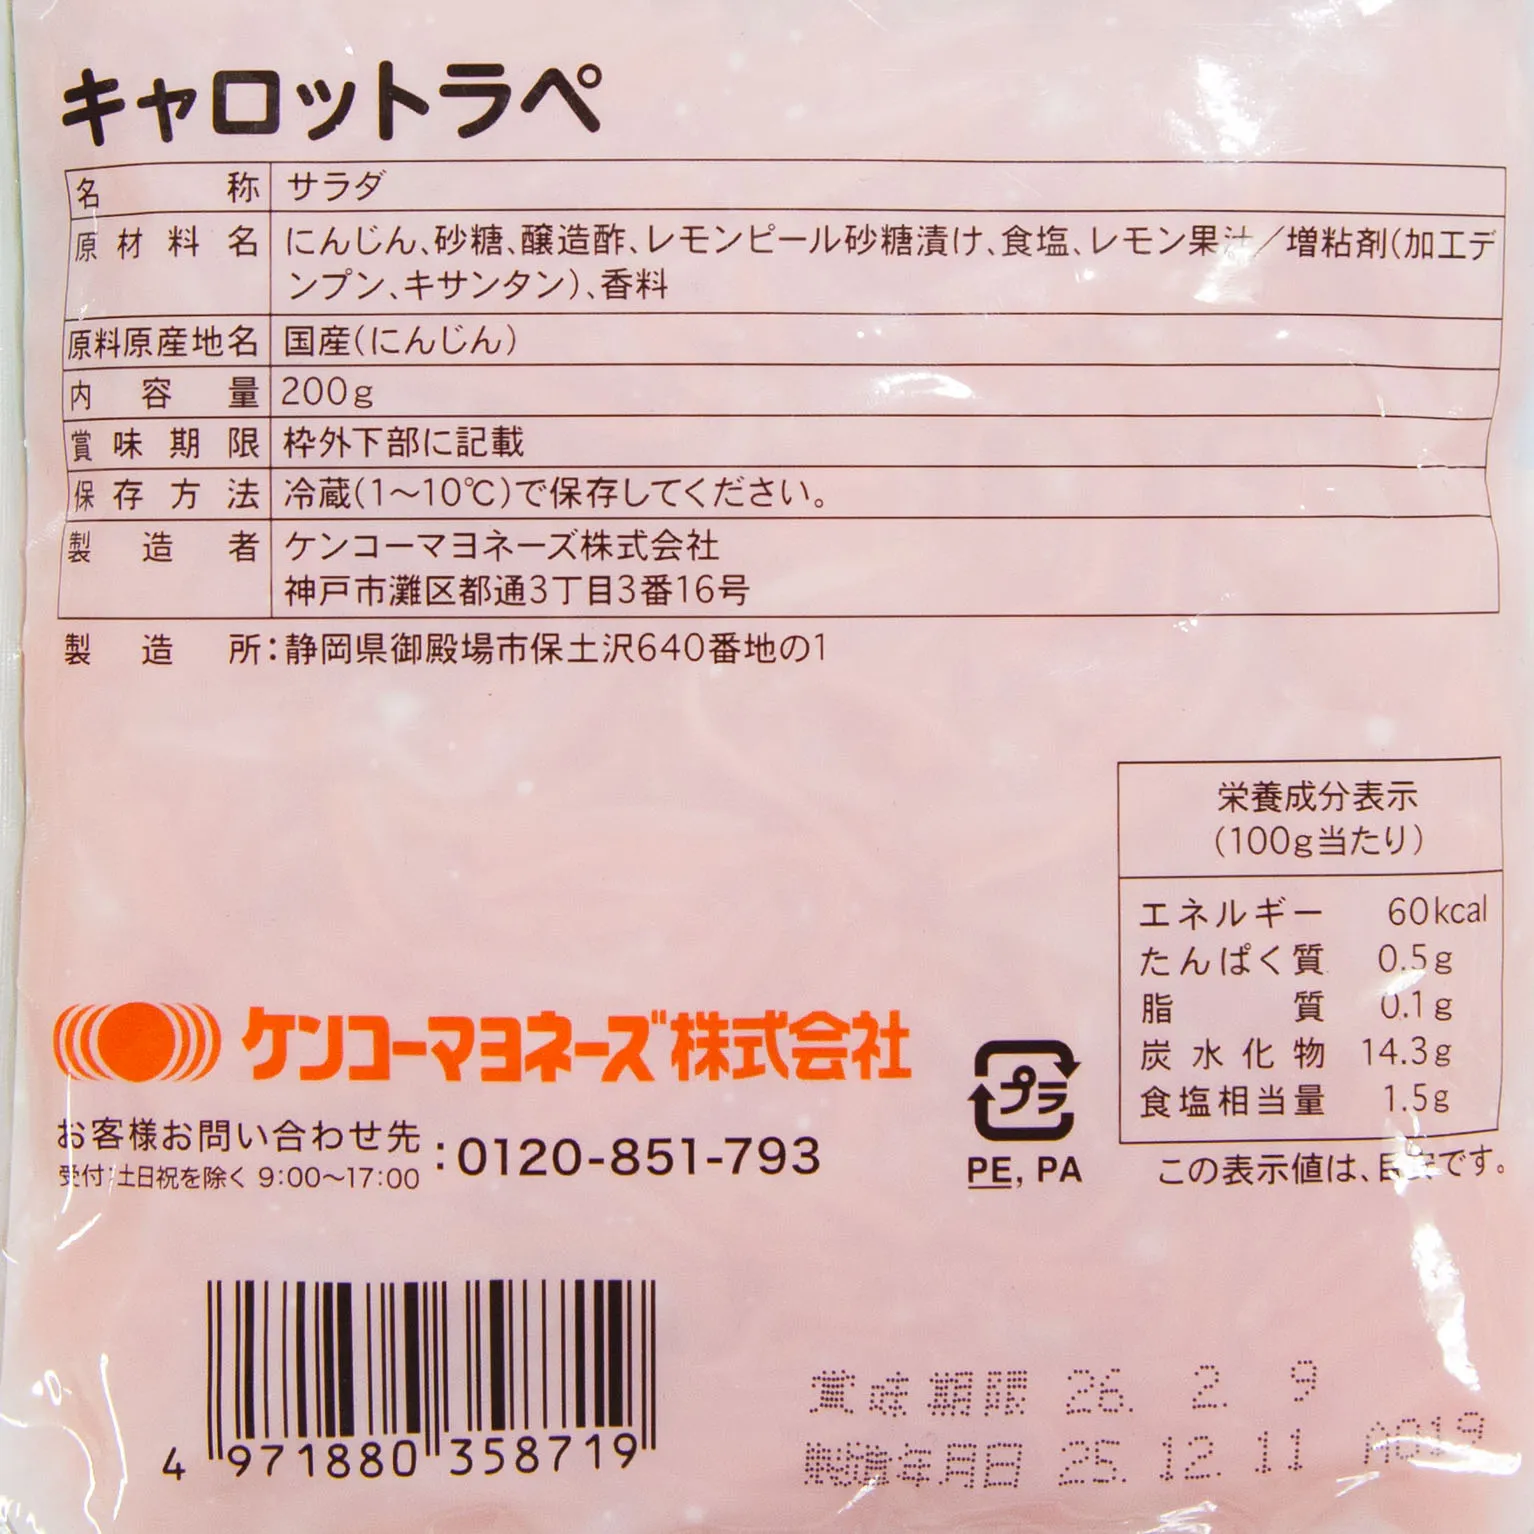 キャロットラペ
名称 サラダ
原材料名 にんじん、砂糖、醸造酢、レモンピール砂糖漬け、食塩、レモン果汁／増粘剤(加工デ
ンプン、キサンタン)、香料
原料原産地名 国産(にんじん)
内容量 200g
賞味期限 枠外下部に記載
保存方法 冷蔵(1～10℃)で保存してください。
製造者 ケンコーマヨネーズ株式会社
神戸市灘区都通3丁目3番16号
製造所：静岡県御殿場市保土沢640番地の1
栄養成分表示
(100g当たり)
エネルギー 60kcal
たんぱく質 0.5g
脂質 0.1g
炭水化物 14.3g
食塩相当量 1.5g
この表示値は、目安です。
ケンコーマヨネーズ株式会社
お客様お問い合わせ先：0120-851-793
受付：土日祝を除く 9:00～17:00
プラ
PE, PA
4 971880 358719
賞味期限 26. 2. 9
製造年月日 25. 12. 11 A019